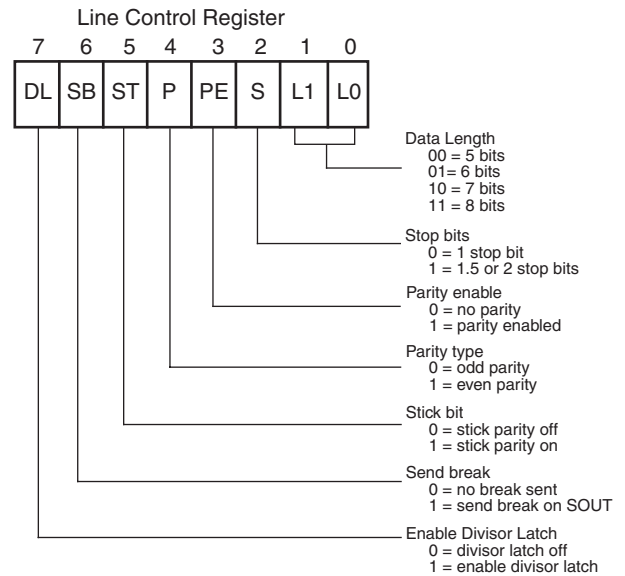 Line Control Register
7 6 5 4 3 2 1 0
DL SB ST P PE S L1 L0
Data Length
00 = 5 bits
01= 6 bits
10 = 7 bits
11 = 8 bits
Stop bits
0 = 1 stop bit
1 = 1.5 or 2 stop bits
Parity enable
0 = no parity
1 = parity enabled
Parity type
0 = odd parity
1 = even parity
Stick bit
0 = stick parity off
1 = stick parity on
Send break
0 = no break sent
1 = send break on SOUT
Enable Divisor Latch
0 = divisor latch off
1 = enable divisor latch